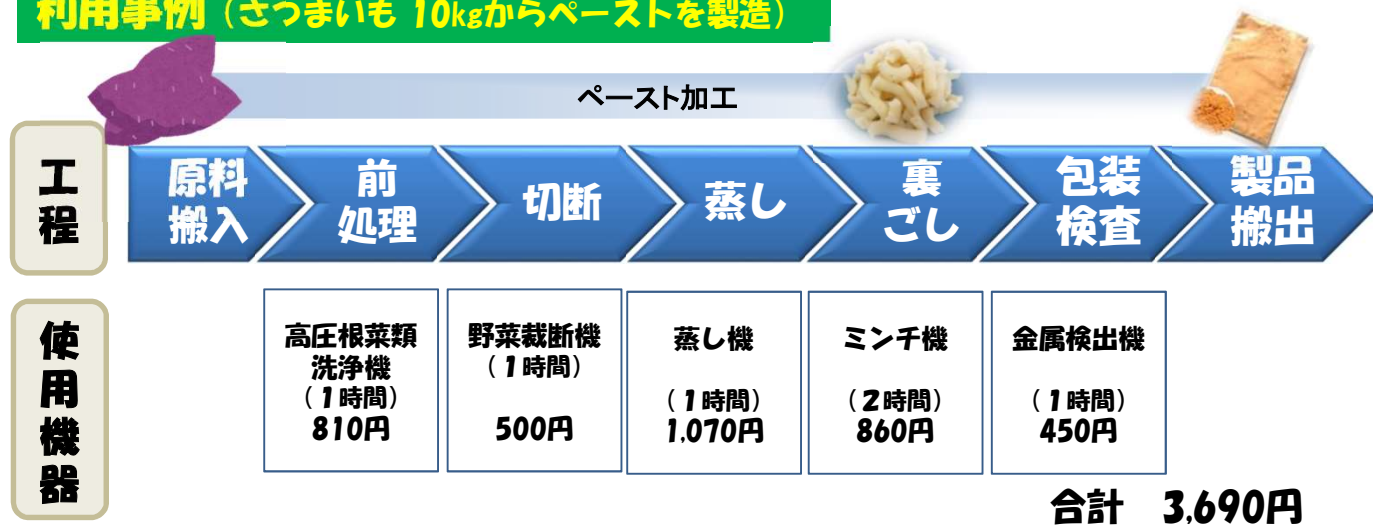 利用事例（さつまいも 10kgからペーストを製造）
ペースト加工
工程
原料搬入
前処理
切断
蒸し
裏ごし
包装検査
製品搬出
使用機器
高圧根菜類
洗浄機
（1時間）
810円
野菜裁断機
（1時間）
500円
蒸し機
（1時間）
1,070円
ミンチ機
（2時間）
860円
金属検出機
（1時間）
450円
合計 3,690円